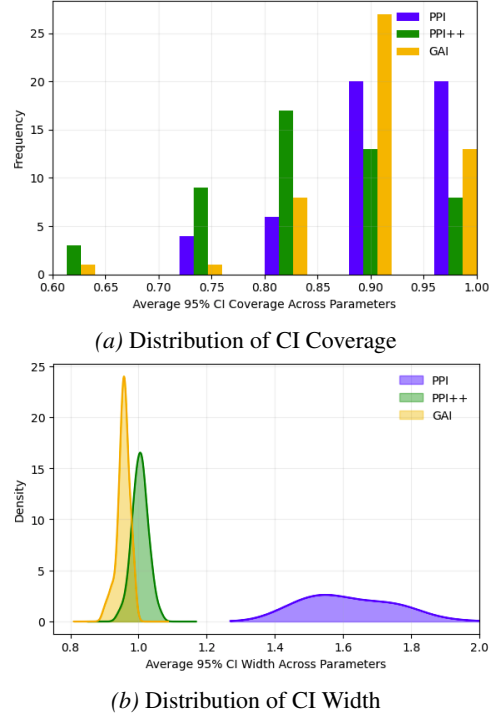 PPI
PPI++
GAI
25
20
15
10
5
0
Frequency
0.60 0.65 0.70 0.75 0.80 0.85 0.90 0.95 1.00
Average 95% CI Coverage Across Parameters
(a) Distribution of CI Coverage
PPI
PPI++
GAI
25
20
15
10
5
0
Density
0.8 1.0 1.2 1.4 1.6 1.8 2.0
Average 95% CI Width Across Parameters
(b) Distribution of CI Width